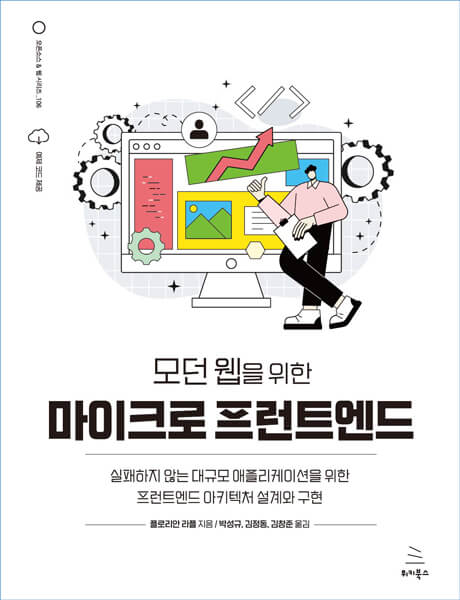 오픈소스 & 웹 시리즈_106
예제 코드 제공
</>
모던 웹을 위한
마이크로 프런트엔드
실패하지 않는 대규모 애플리케이션을 위한
프런트엔드 아키텍처 설계와 구현
플로리안 라플 지음 / 박성규, 김정동, 김창준 옮김
위키북스